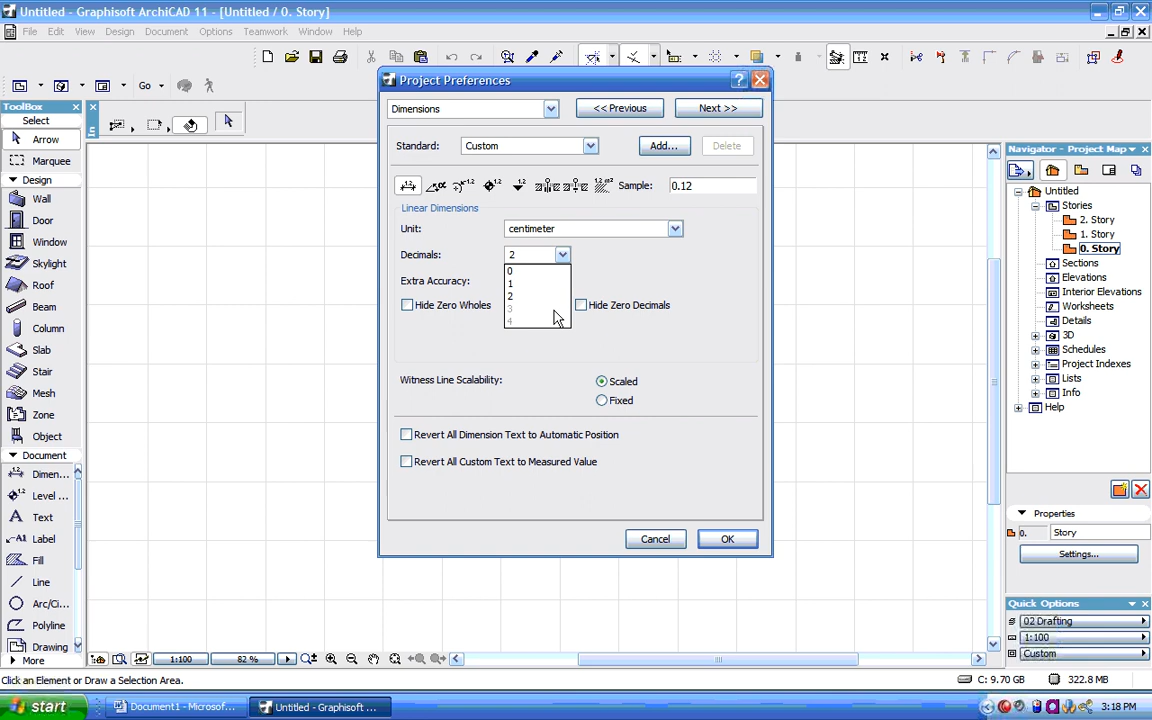 Untitled - Graphisoft ArchiCAD 11 - [Untitled / 0. Story]
File Edit View Design Document Options Teamwork Window Help
Go
ToolBox
Select
Arrow
Marquee
Design
Wall
Door
Window
Skylight
Roof
Beam
Column
Slab
Stair
Mesh
Zone
Object
Document
Dimen...
Level ...
Text
A1 Label
Fill
Line
Arc/Ci...
Polyline
Drawing
More
In
Project Preferences
Dimensions
<< Previous
Next >>
Standard:
Custom
Add...
Delete
Sample:
0.12
Linear Dimensions
Unit:
centimeter
Decimals:
2
0
1
2
3
4
Extra Accuracy:
Hide Zero Wholes
Hide Zero Decimals
Witness Line Scalability:
Scaled
Fixed
Revert All Dimension Text to Automatic Position
Revert All Custom Text to Measured Value
Cancel
OK
Navigator - Project Map
Untitled
Stories
2. Story
1. Story
0. Story
Sections
Elevations
Interior Elevations
Worksheets
Details
3D
Schedules
Project Indexes
Lists
Info
Help
Properties
0.
Story
Settings...
Quick Options
02 Drafting
1:100
Custom
1:100
82 %
Click an Element or Draw a Selection Area.
C: 9.70 GB
322.8 MB
start
Document1 - Microsof...
Untitled - Graphisoft ...
3:18 PM